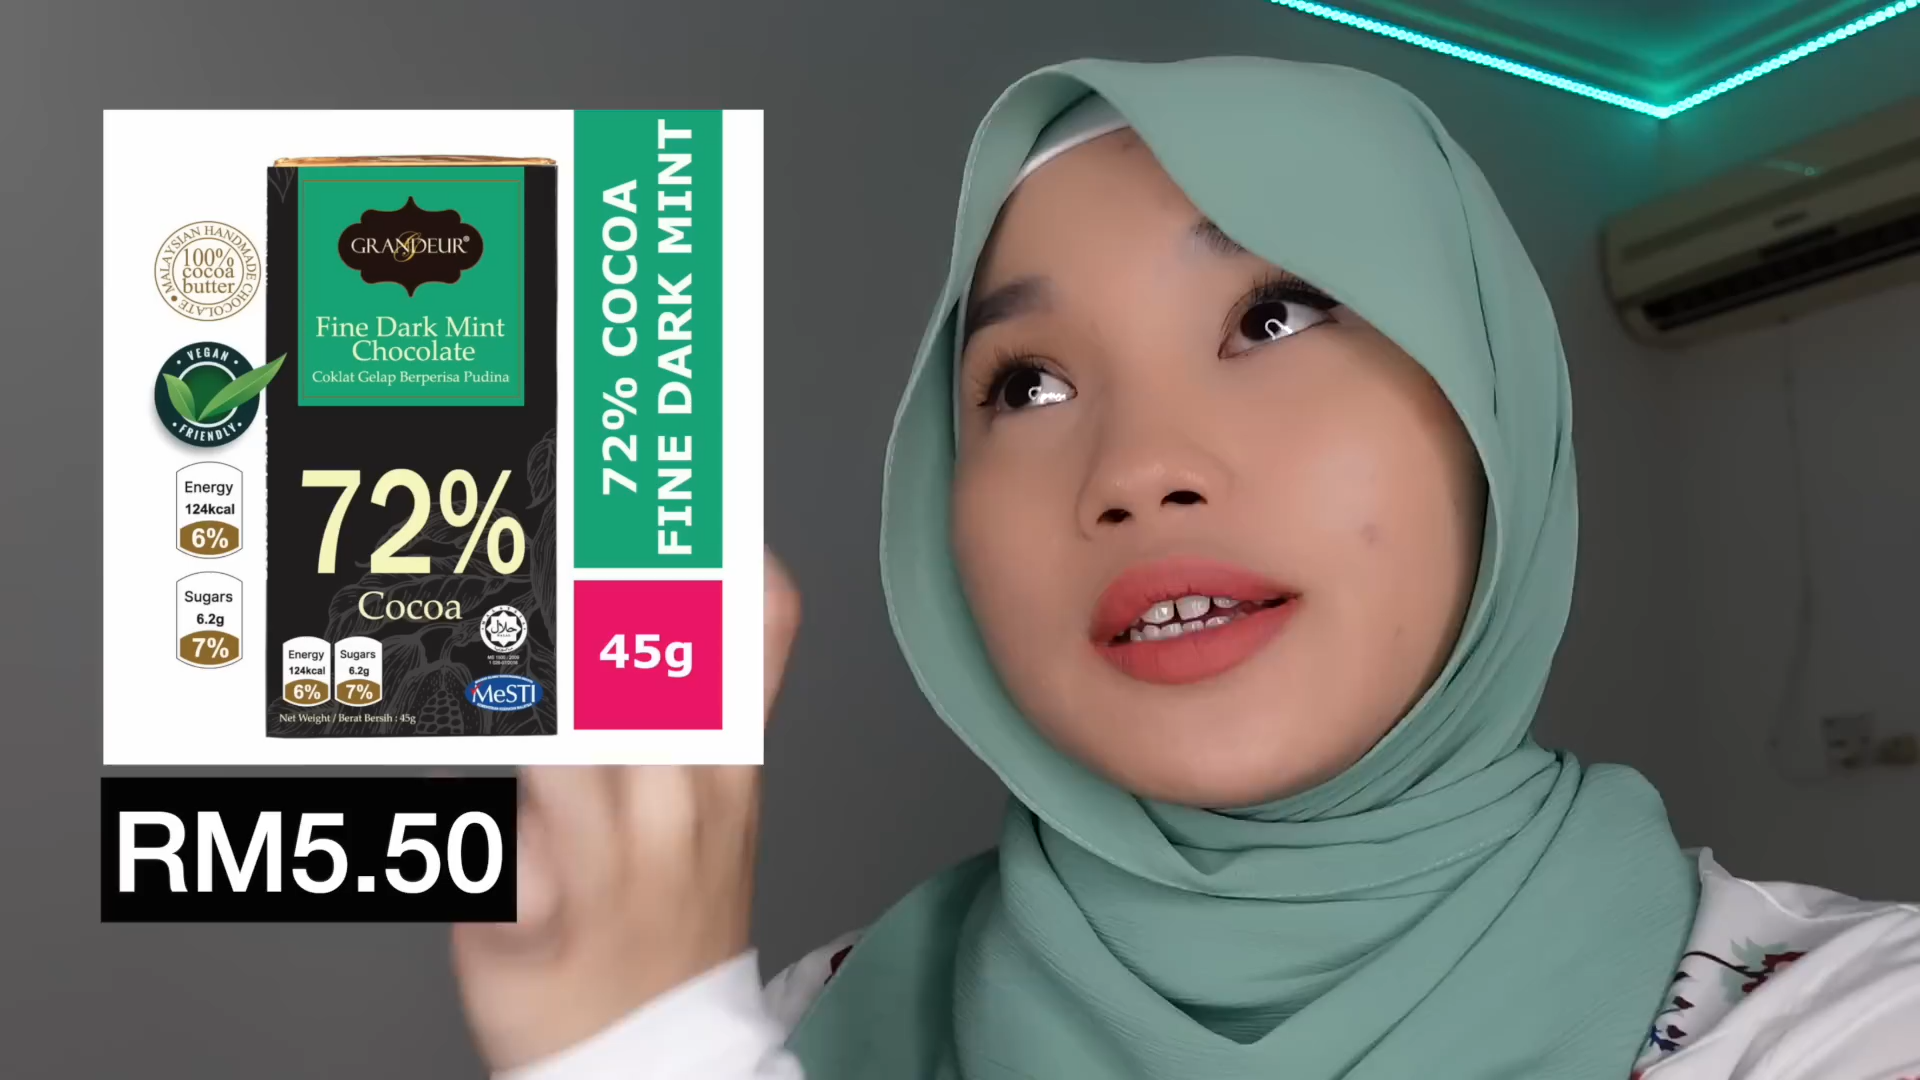 MALAYSIAN HANDMADE CHOCOLATE
100%
cocoa
butter
VEGAN
FRIENDLY
Energy
124kcal
6%
Sugars
6.2g
7%
GRANDEUR®
Fine Dark Mint
Chocolate
Coklat Gelap Berperisa Pudina
72%
Cocoa
Energy
124kcal
6%
Sugars
6.2g
7%
حلال
MeSTI
Net Weight / Berat Bersih : 45g
72% COCOA
FINE DARK MINT
45g
RM5.50